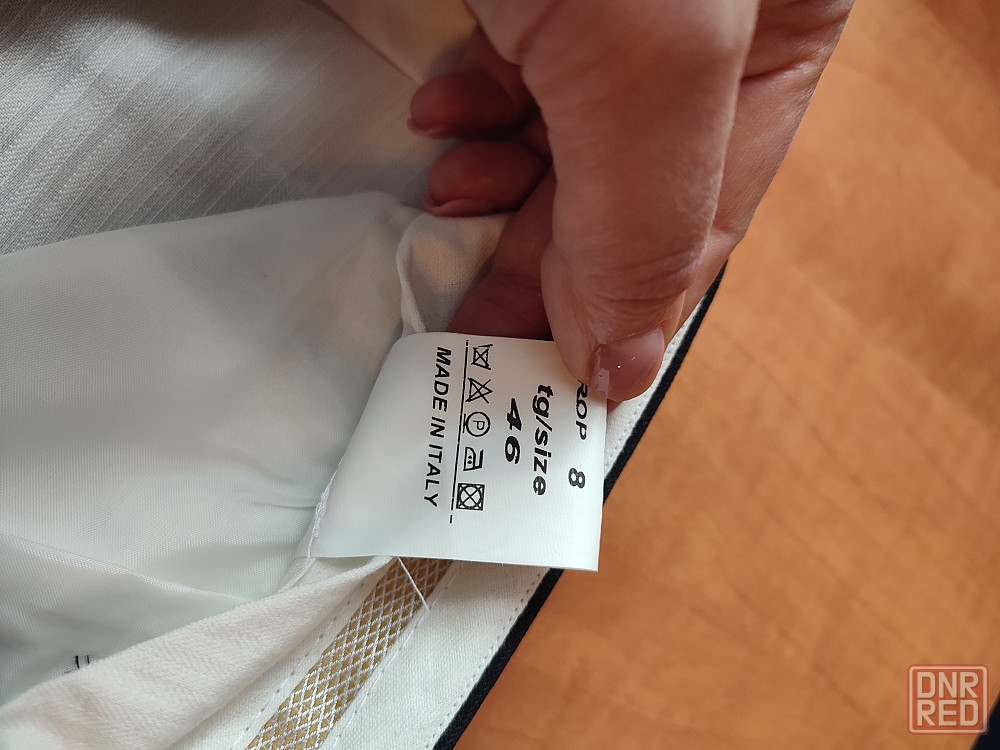 ROP 8
tg/size
46
P
MADE IN ITALY
DNR
RED